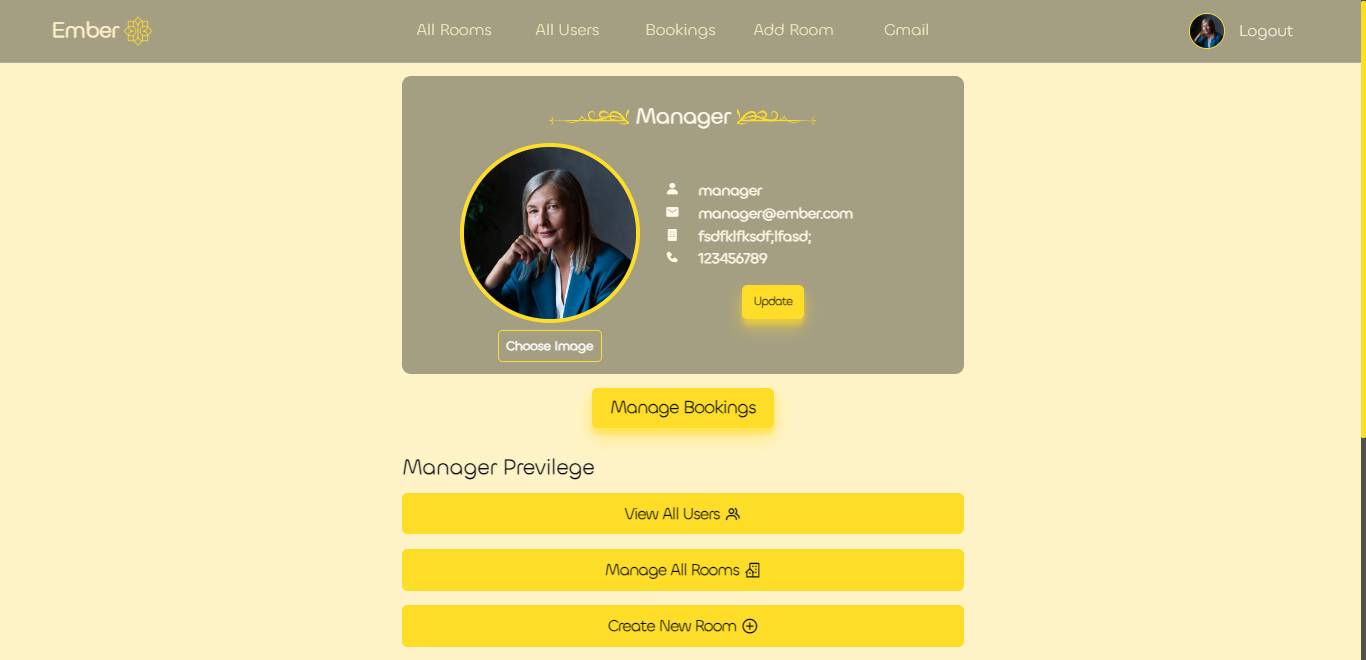 Ember
All Rooms
All Users
Bookings
Add Room
Gmail
Logout
Manager
manager
manager@ember.com
fsdfklfksdf;lfasd;
123456789
Update
Choose Image
Manage Bookings
Manager Previlege
View All Users
Manage All Rooms
Create New Room